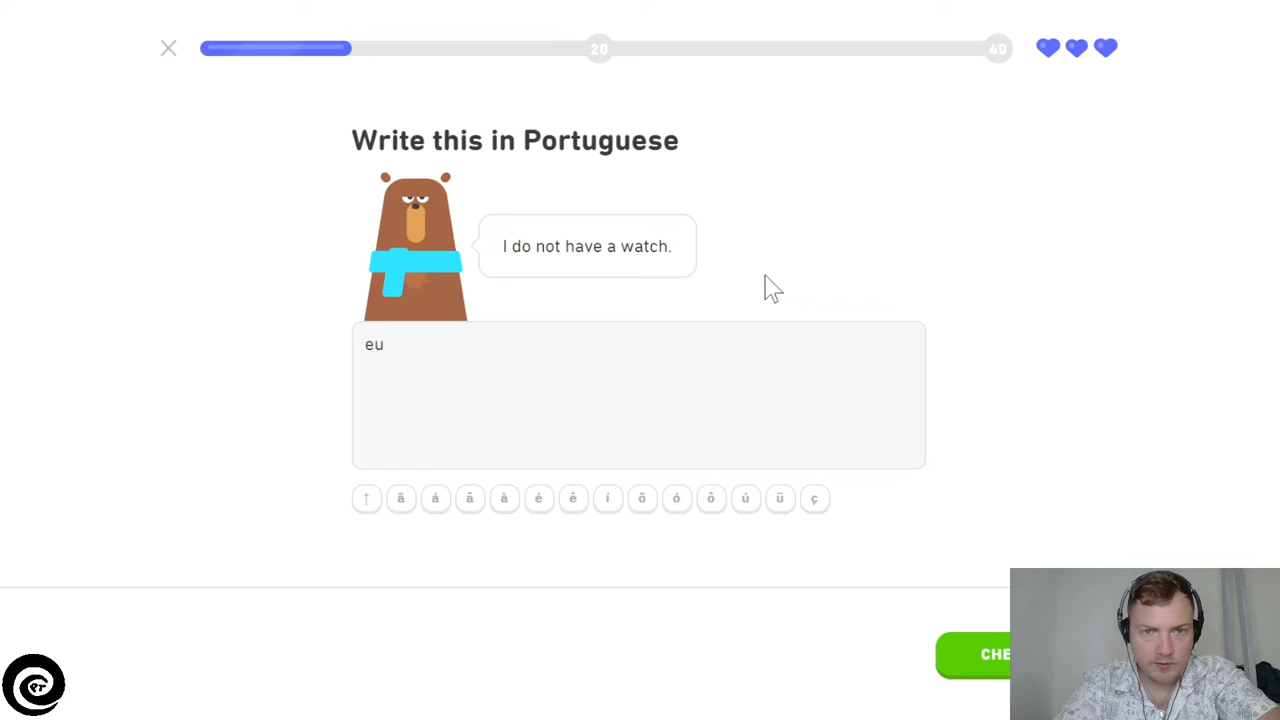 20
40
Write this in Portuguese
I do not have a watch.
eu
↑ ã á â à é ê í õ ó ô ú ü ç
CHE